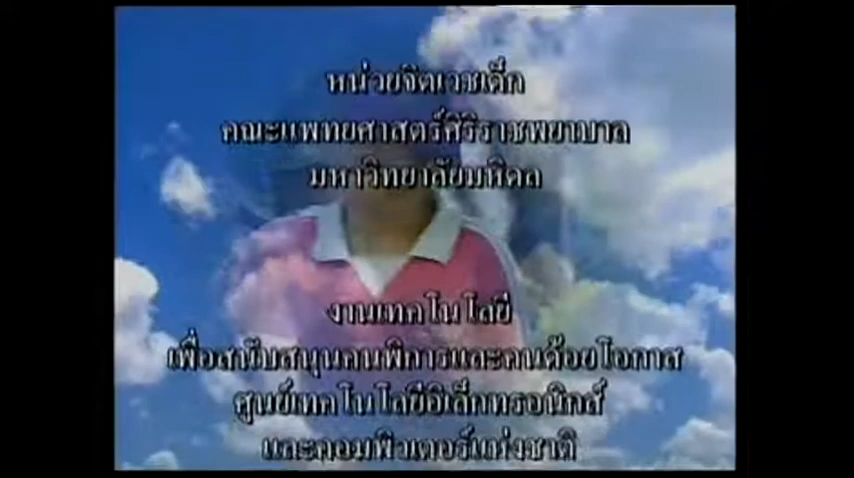 หน่วยจิตเวชเด็ก
คณะแพทยศาสตร์ศิริราชพยาบาล
มหาวิทยาลัยมหิดล
งานเทคโนโลยี
เพื่อสนับสนุนคนพิการและคนด้อยโอกาส
ศูนย์เทคโนโลยีอิเล็กทรอนิกส์
และคอมพิวเตอร์แห่งชาติ